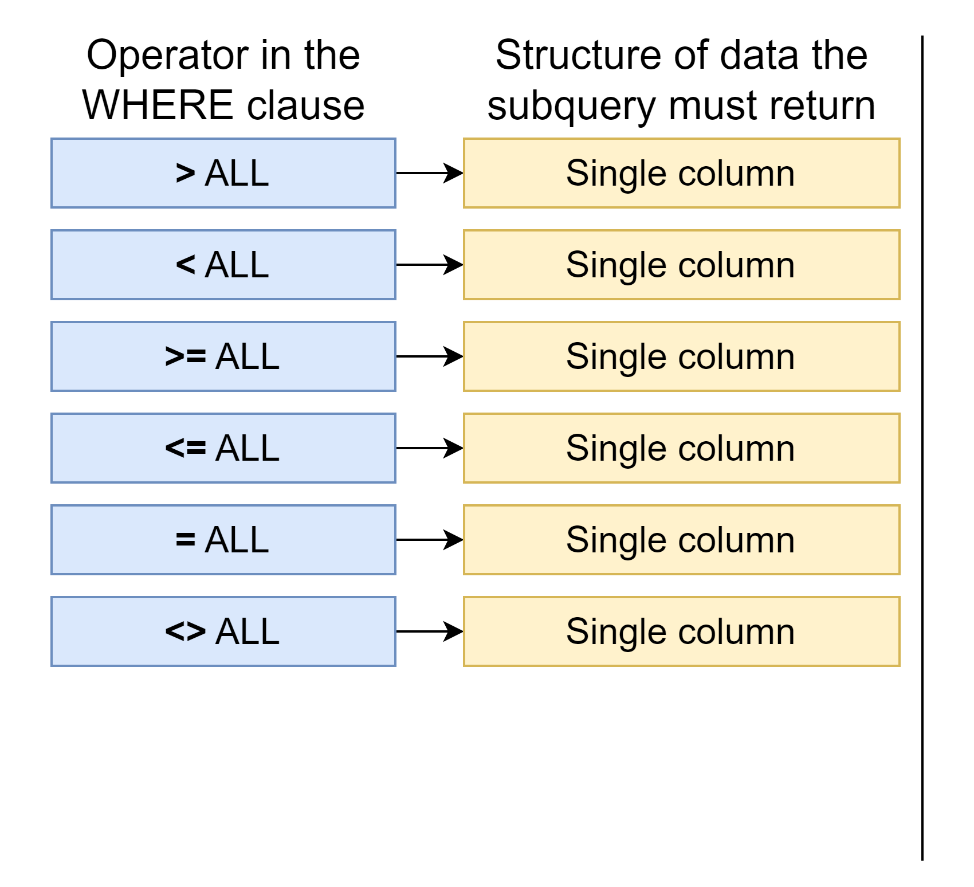 Operator in the
WHERE clause
Structure of data the
subquery must return
> ALL
Single column
< ALL
Single column
>= ALL
Single column
<= ALL
Single column
= ALL
Single column
<> ALL
Single column